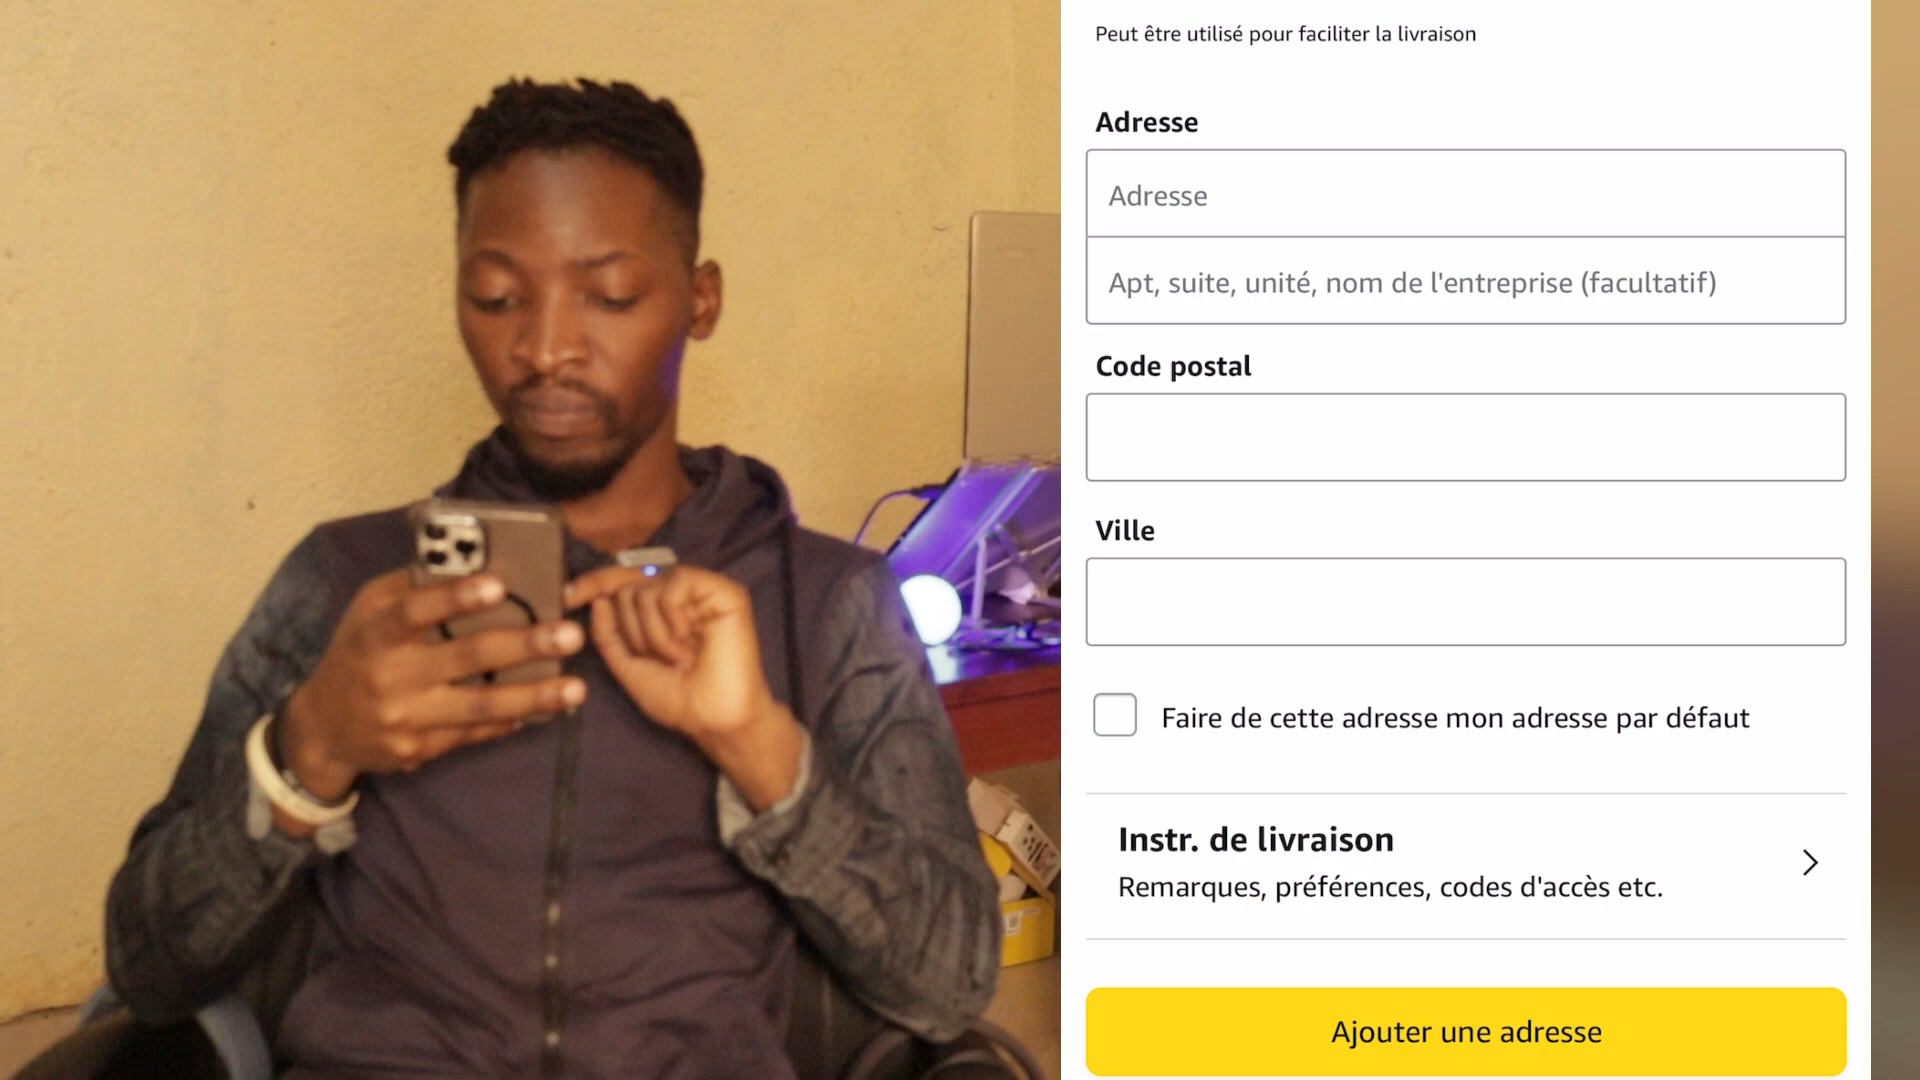 Peut être utilisé pour faciliter la livraison
Adresse
Adresse
Apt, suite, unité, nom de l'entreprise (facultatif)
Code postal
Ville
Faire de cette adresse mon adresse par défaut
Instr. de livraison
Remarques, préférences, codes d'accès etc.
Ajouter une adresse